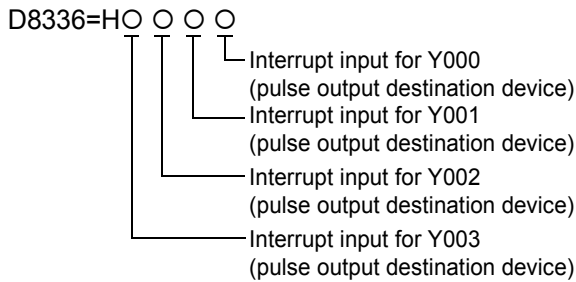 D8336=H○ ○ ○ ○
Interrupt input for Y000
(pulse output destination device)
Interrupt input for Y001
(pulse output destination device)
Interrupt input for Y002
(pulse output destination device)
Interrupt input for Y003
(pulse output destination device)